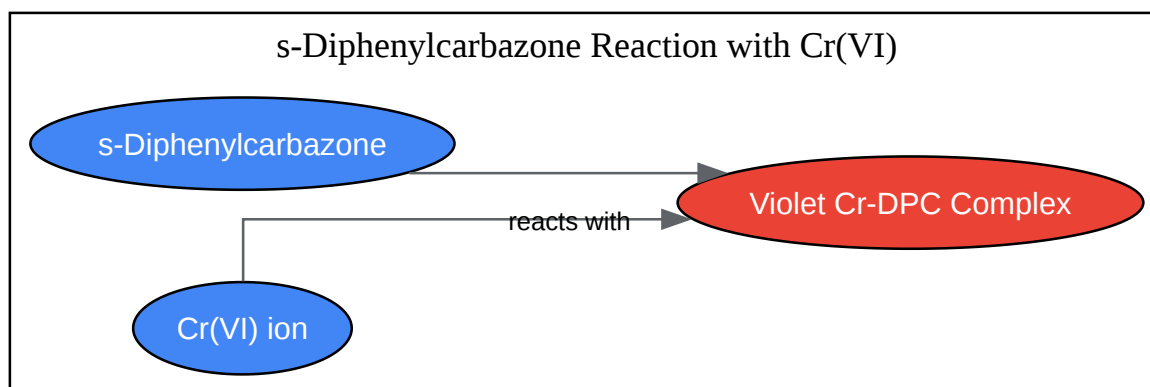 s-Diphenylcarbazone Reaction with Cr(VI)
s-Diphenylcarbazone
Violet Cr-DPC Complex
reacts with
Cr(VI) ion